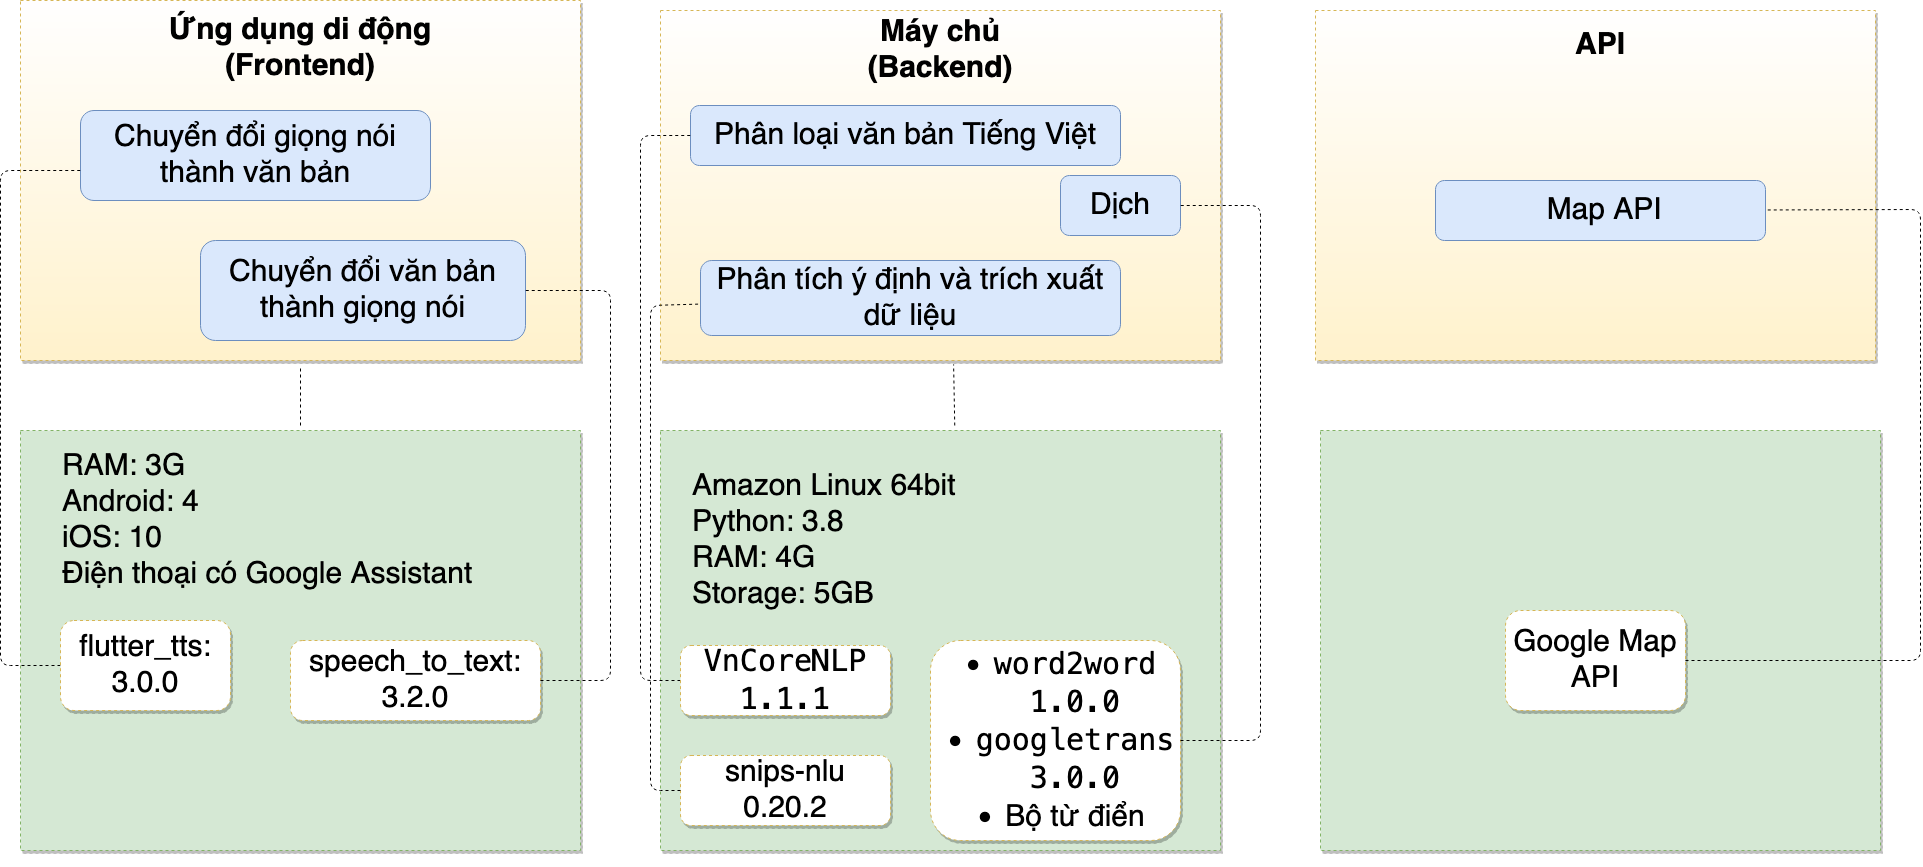 Ứng dụng di động
(Frontend)
Chuyển đổi giọng nói
thành văn bản
Chuyển đổi văn bản
thành giọng nói
RAM: 3G
Android: 4
iOS: 10
Điện thoại có Google Assistant
flutter_tts:
3.0.0
speech_to_text:
3.2.0
Máy chủ
(Backend)
Phân loại văn bản Tiếng Việt
Dịch
Phân tích ý định và trích xuất
dữ liệu
Amazon Linux 64bit
Python: 3.8
RAM: 4G
Storage: 5GB
VnCoreNLP
1.1.1
snips-nlu
0.20.2
• word2word
1.0.0
• googletrans
3.0.0
• Bộ từ điển
API
Map API
Google Map
API